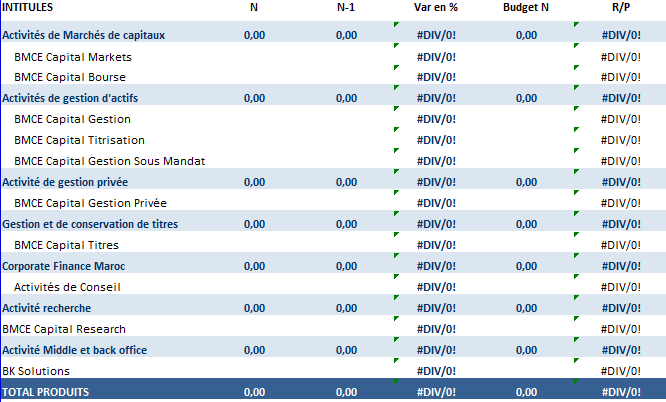 INTITULES N N-1 Var en % Budget N R/P
Activités de Marchés de capitaux 0,00 0,00 #DIV/0! 0,00 #DIV/0!
BMCE Capital Markets #DIV/0! #DIV/0!
BMCE Capital Bourse #DIV/0! #DIV/0!
Activités de gestion d'actifs 0,00 0,00 #DIV/0! 0,00 #DIV/0!
BMCE Capital Gestion #DIV/0! #DIV/0!
BMCE Capital Titrisation #DIV/0! #DIV/0!
BMCE Capital Gestion Sous Mandat #DIV/0! #DIV/0!
Activité de gestion privée 0,00 0,00 #DIV/0! 0,00 #DIV/0!
BMCE Capital Gestion Privée #DIV/0! #DIV/0!
Gestion et de conservation de titres 0,00 0,00 #DIV/0! 0,00 #DIV/0!
BMCE Capital Titres #DIV/0! #DIV/0!
Corporate Finance Maroc 0,00 0,00 #DIV/0! 0,00 #DIV/0!
Activités de Conseil #DIV/0! #DIV/0!
Activité recherche 0,00 0,00 #DIV/0! 0,00 #DIV/0!
BMCE Capital Research #DIV/0! #DIV/0!
Activité Middle et back office 0,00 0,00 #DIV/0! 0,00 #DIV/0!
BK Solutions #DIV/0! #DIV/0!
TOTAL PRODUITS 0,00 0,00 #DIV/0! 0,00 #DIV/0!